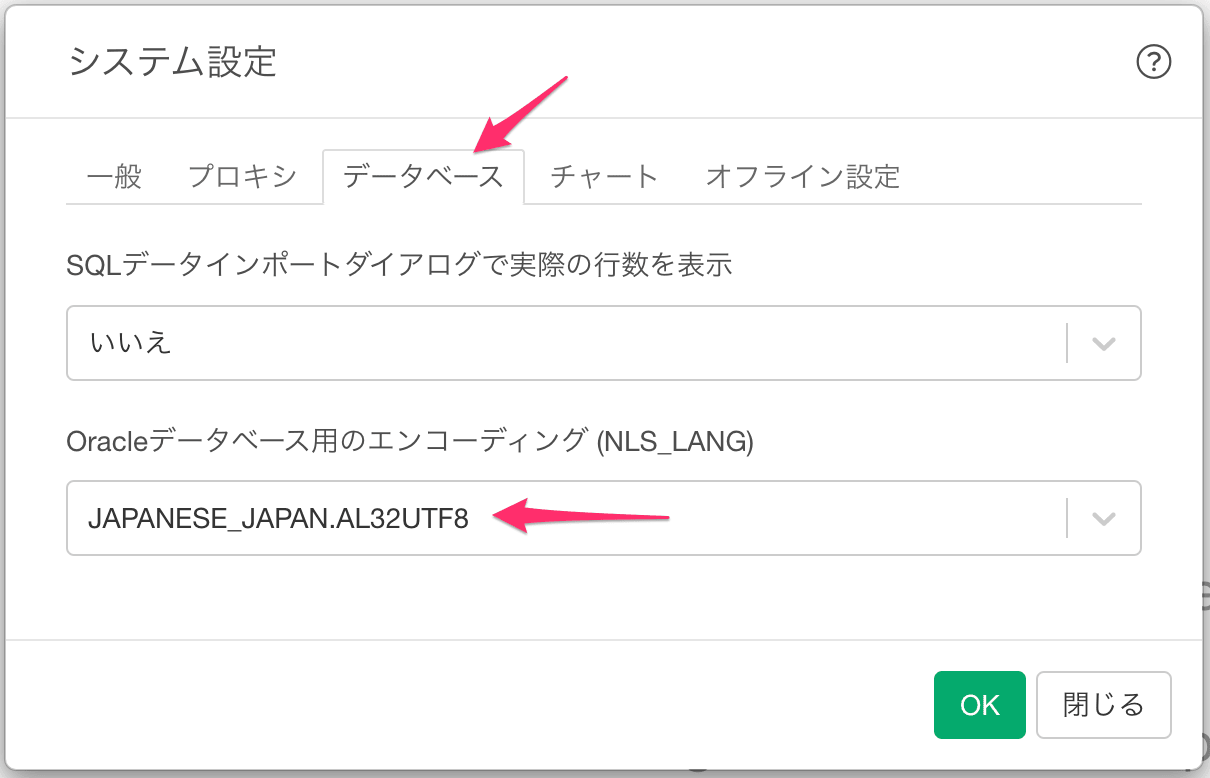 システム設定
?
一般 プロキシ データベース チャート オフライン設定
SQLデータインポートダイアログで実際の行数を表示
いいえ
Oracleデータベース用のエンコーディング (NLS_LANG)
JAPANESE_JAPAN.AL32UTF8
OK 閉じる